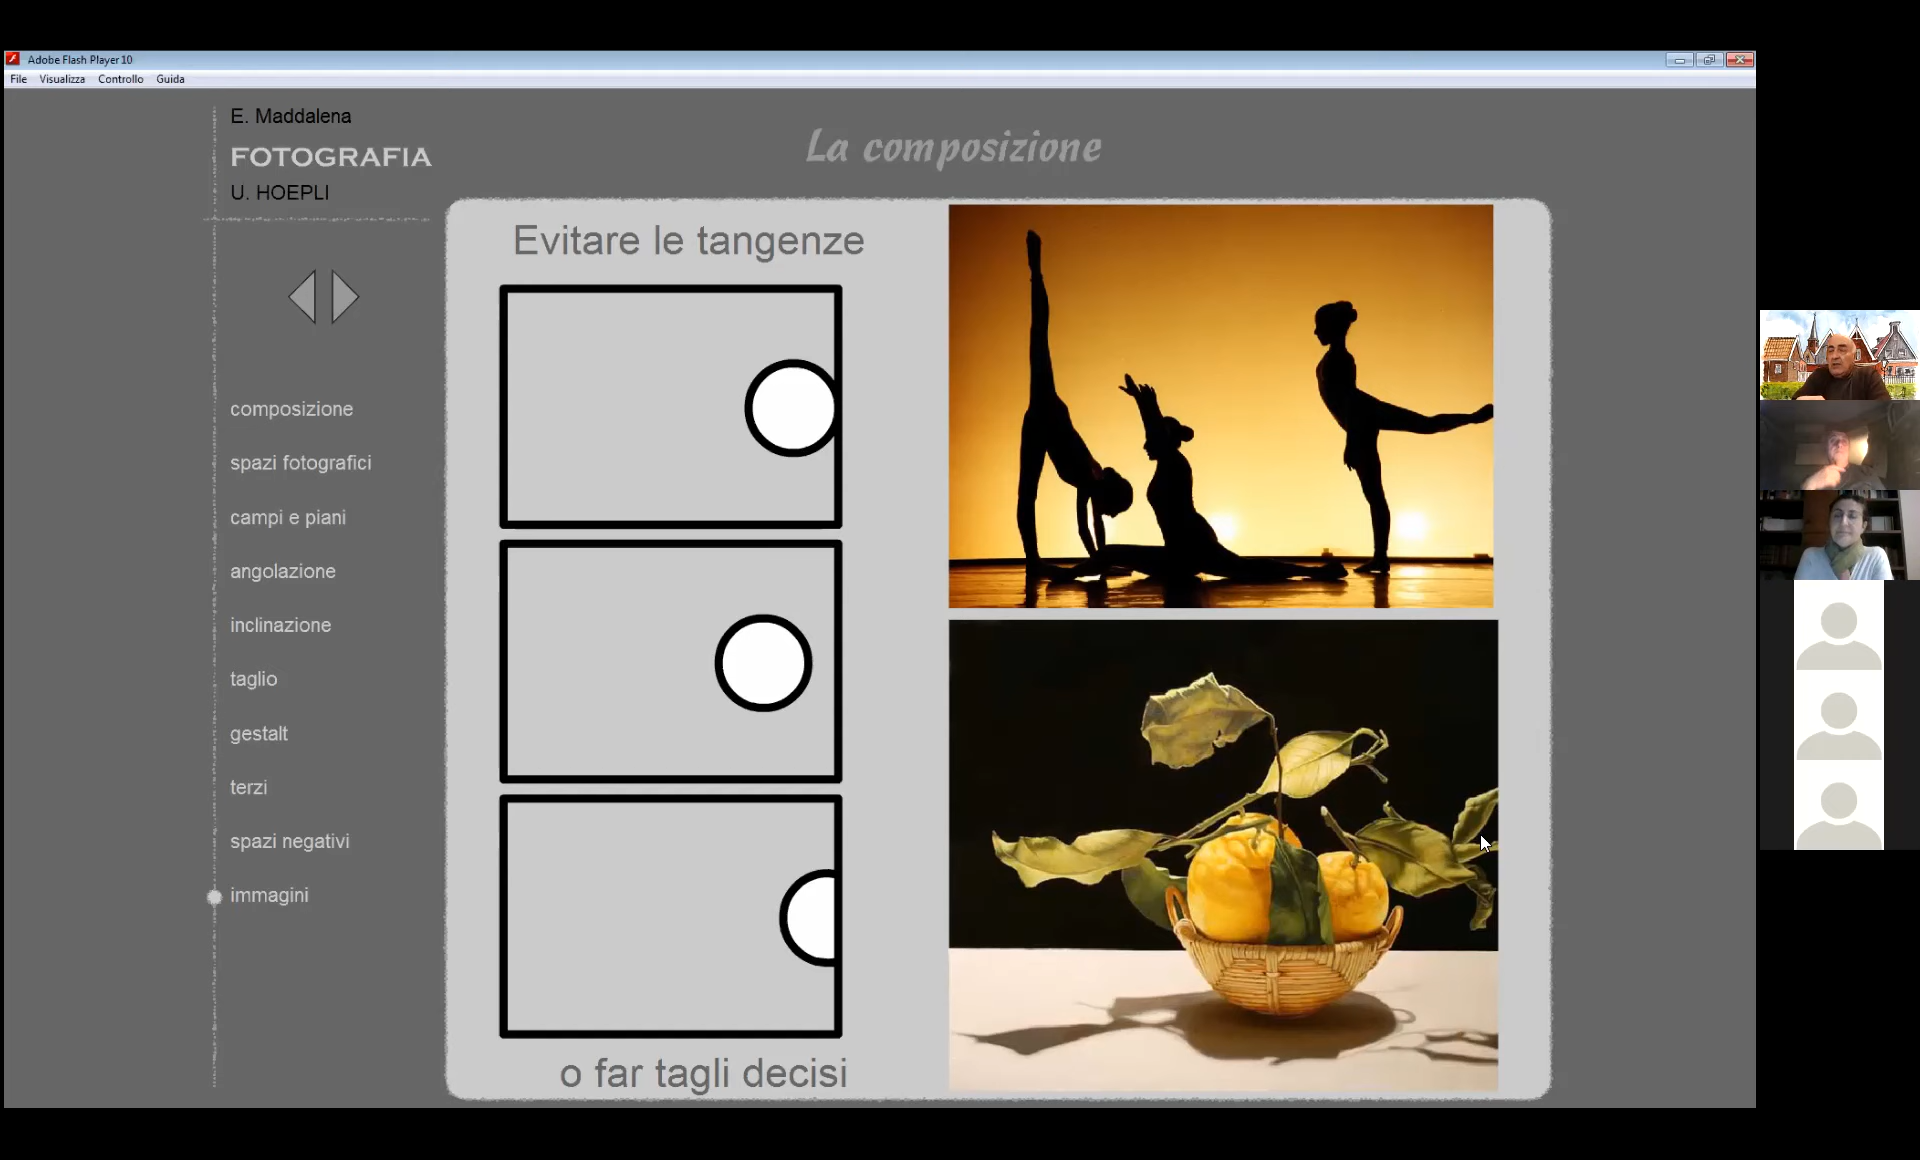 Adobe Flash Player 10
File Visualizza Controllo Guida
E. Maddalena
FOTOGRAFIA
U. HOEPLI
La composizione
Evitare le tangenze
composizione
spazi fotografici
campi e piani
angolazione
inclinazione
taglio
gestalt
terzi
spazi negativi
immagini
o far tagli decisi